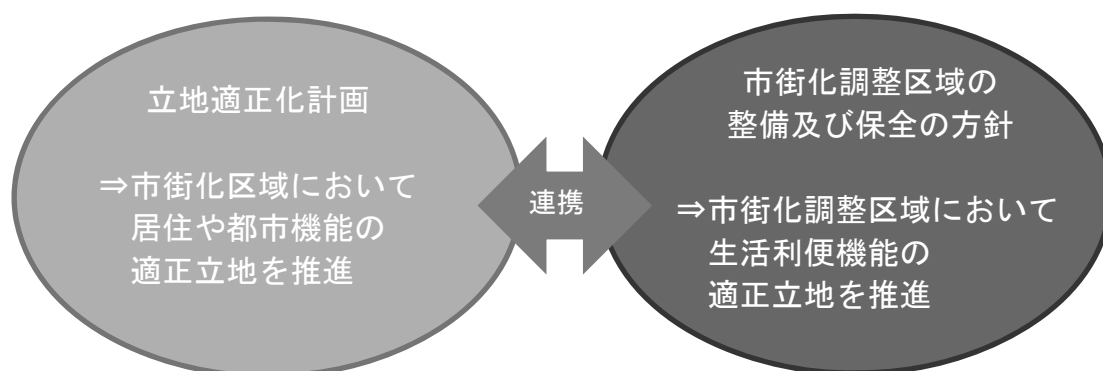 立地適正化計画
⇒市街化区域において
居住や都市機能の
適正立地を推進
連携
市街化調整区域の
整備及び保全の方針
⇒市街化調整区域において
生活利便機能の
適正立地を推進